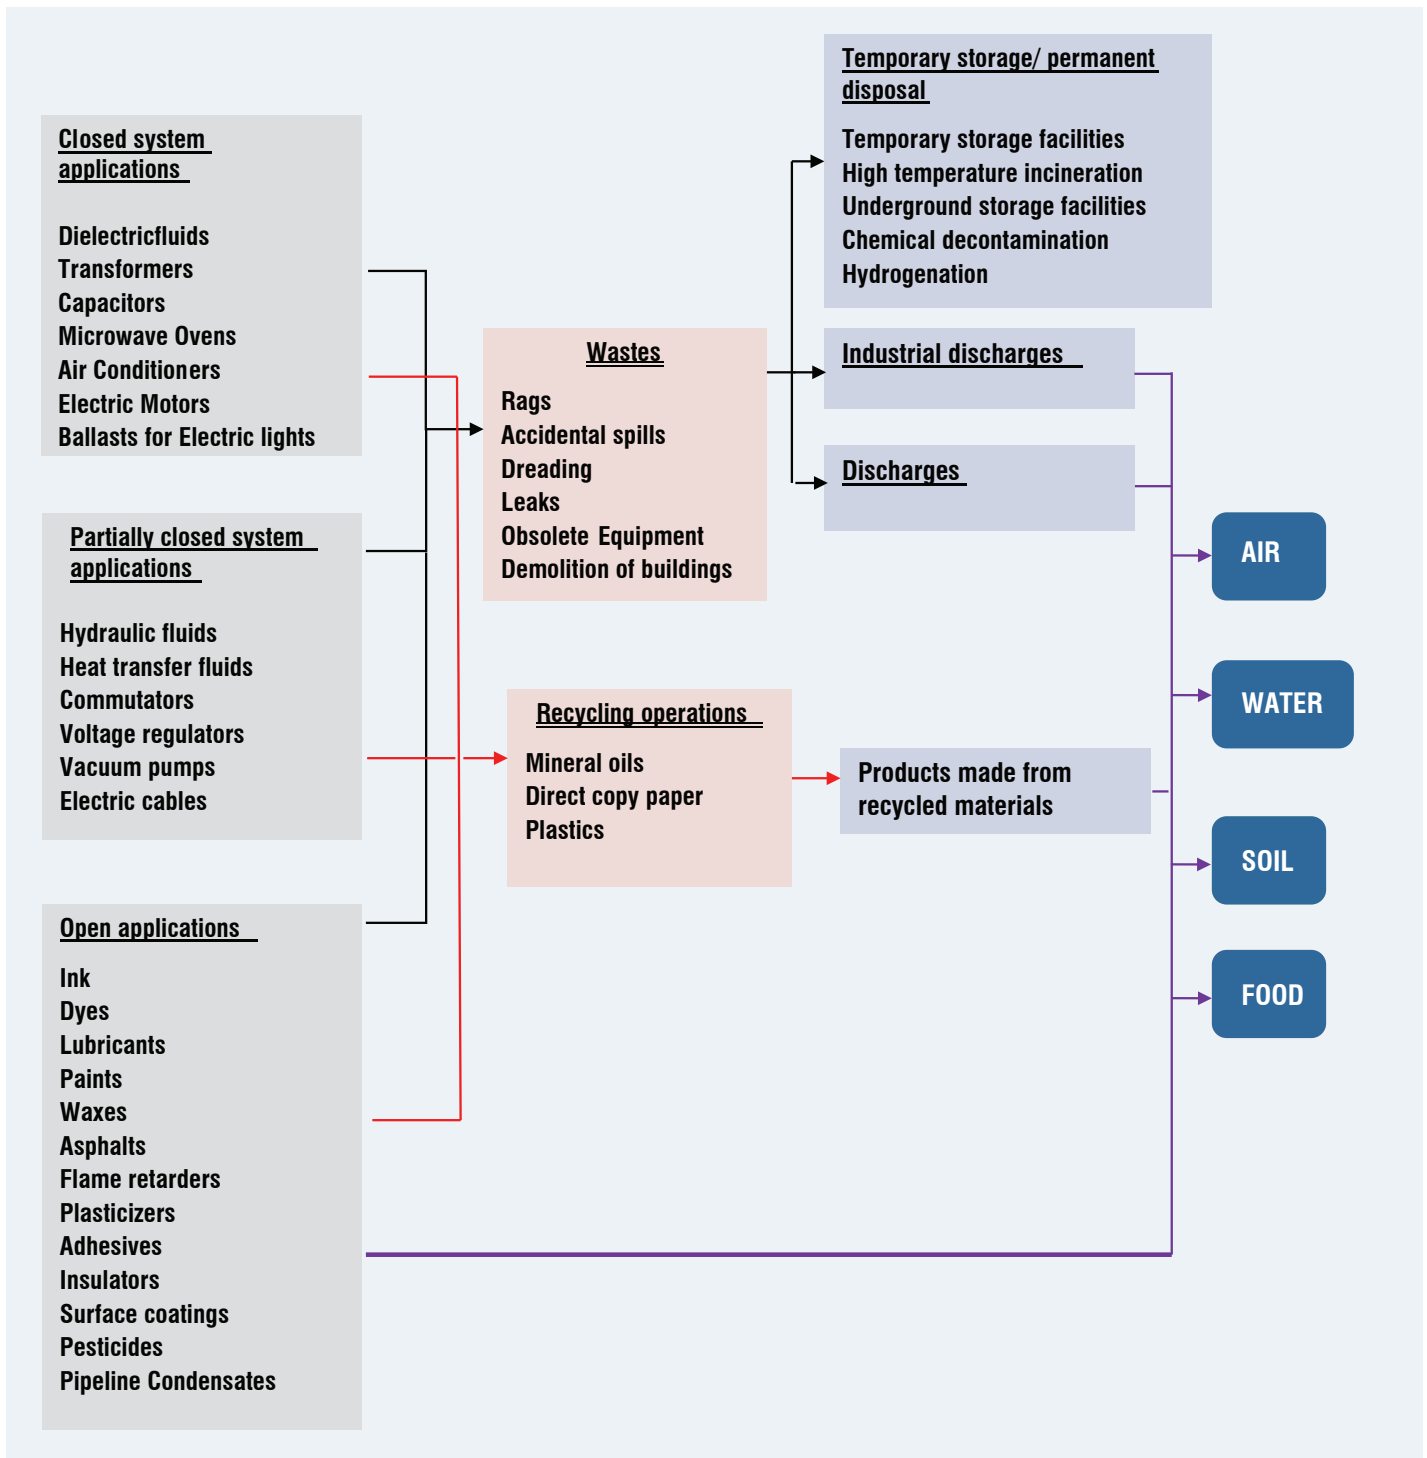 Closed system
applications
Dielectricfluids
Transformers
Capacitors
Microwave Ovens
Air Conditioners
Electric Motors
Ballasts for Electric lights
Partially closed system
applications
Hydraulic fluids
Heat transfer fluids
Commutators
Voltage regulators
Vacuum pumps
Electric cables
Open applications
Ink
Dyes
Lubricants
Paints
Waxes
Asphalts
Flame retarders
Plasticizers
Adhesives
Insulators
Surface coatings
Pesticides
Pipeline Condensates
Wastes
Rags
Accidental spills
Dreading
Leaks
Obsolete Equipment
Demolition of buildings
Recycling operations
Mineral oils
Direct copy paper
Plastics
Temporary storage/ permanent
disposal
Temporary storage facilities
High temperature incineration
Underground storage facilities
Chemical decontamination
Hydrogenation
Industrial discharges
Discharges
Products made from
recycled materials
AIR
WATER
SOIL
FOOD